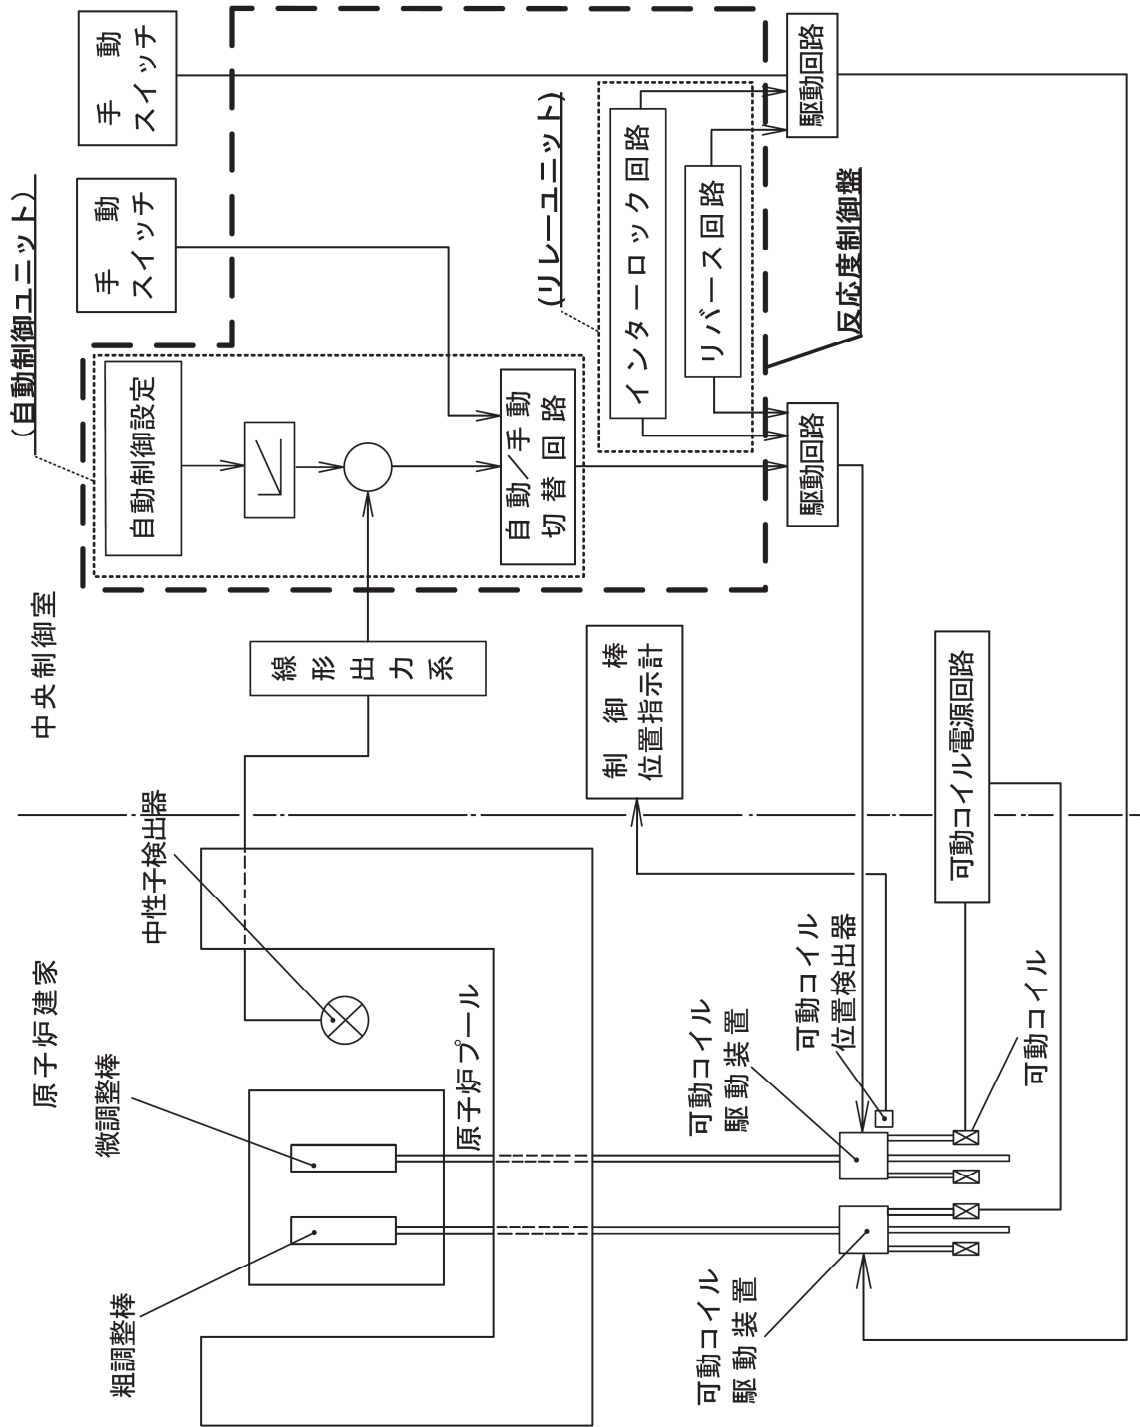 原子炉建家
中央制御室
(自動制御ユニット)
粗調整棒
微調整棒
中性子検出器
自動制御設定
手動
スイッチ
手動
スイッチ
線形出力系
原子炉プール
自動/手動
切替回路
(リレーユニット)
インターロック回路
リバース回路
制御棒
位置指示計
可動コイル
駆動装置
可動コイル
駆動装置
可動コイル
位置検出器
駆動回路
駆動回路
反応度制御盤
可動コイル電源回路
可動コイル